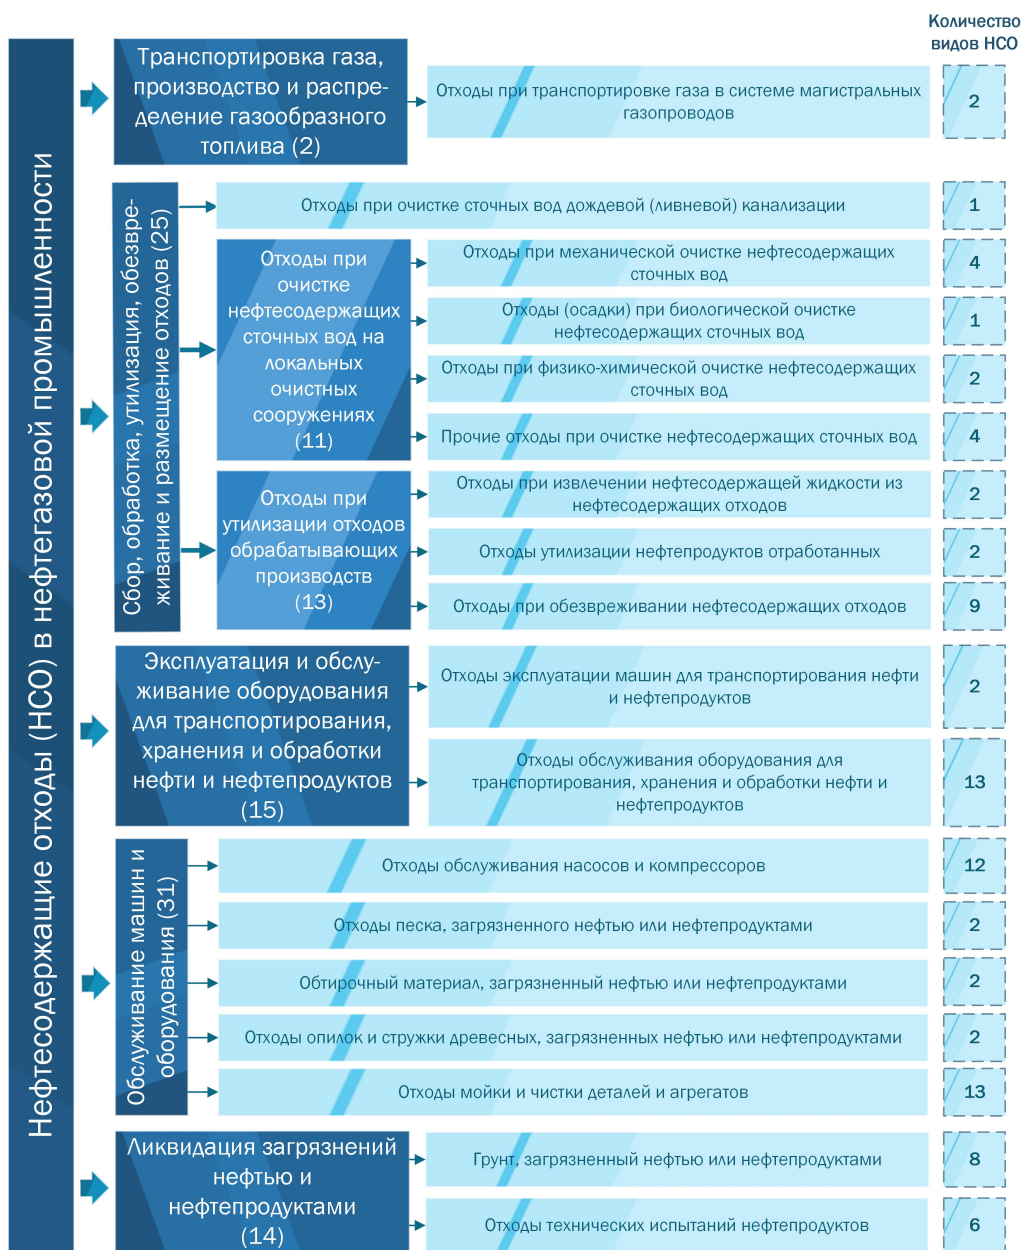 Количество
видов НСО
Нефтесодержащие отходы (НСО) в нефтегазовой промышленности
Транспортировка газа,
производство и распре-
деление газообразного
топлива (2)
Отходы при транспортировке газа в системе магистральных
газопроводов
2
Сбор, обработка, утилизация, обезвре-
живание и размещение отходов (25)
Отходы при очистке сточных вод дождевой (ливневой) канализации
1
Отходы при
очистке
нефтесодержащих
сточных вод на
локальных
очистных
сооружениях
(11)
Отходы при механической очистке нефтесодержащих
сточных вод
4
Отходы (осадки) при биологической очистке
нефтесодержащих сточных вод
1
Отходы при физико-химической очистке нефтесодержащих
сточных вод
2
Прочие отходы при очистке нефтесодержащих сточных вод
4
Отходы при
утилизации отходов
обрабатывающих
производств
(13)
Отходы при извлечении нефтесодержащей жидкости из
нефтесодержащих отходов
2
Отходы утилизации нефтепродуктов отработанных
2
Отходы при обезвреживании нефтесодержащих отходов
9
Эксплуатация и обслу-
живание оборудования
для транспортирования,
хранения и обработки
нефти и нефтепродуктов
(15)
Отходы эксплуатации машин для транспортирования нефти
и нефтепродуктов
2
Отходы обслуживания оборудования для
транспортирования, хранения и обработки нефти и
нефтепродуктов
13
Обслуживание машин и
оборудования (31)
Отходы обслуживания насосов и компрессоров
12
Отходы песка, загрязненного нефтью или нефтепродуктами
2
Обтирочный материал, загрязненный нефтью или нефтепродуктами
2
Отходы опилок и стружки древесных, загрязненных нефтью или нефтепродуктами
2
Отходы мойки и чистки деталей и агрегатов
13
Ликвидация загрязнений
нефтью и
нефтепродуктами
(14)
Грунт, загрязненный нефтью или нефтепродуктами
8
Отходы технических испытаний нефтепродуктов
6